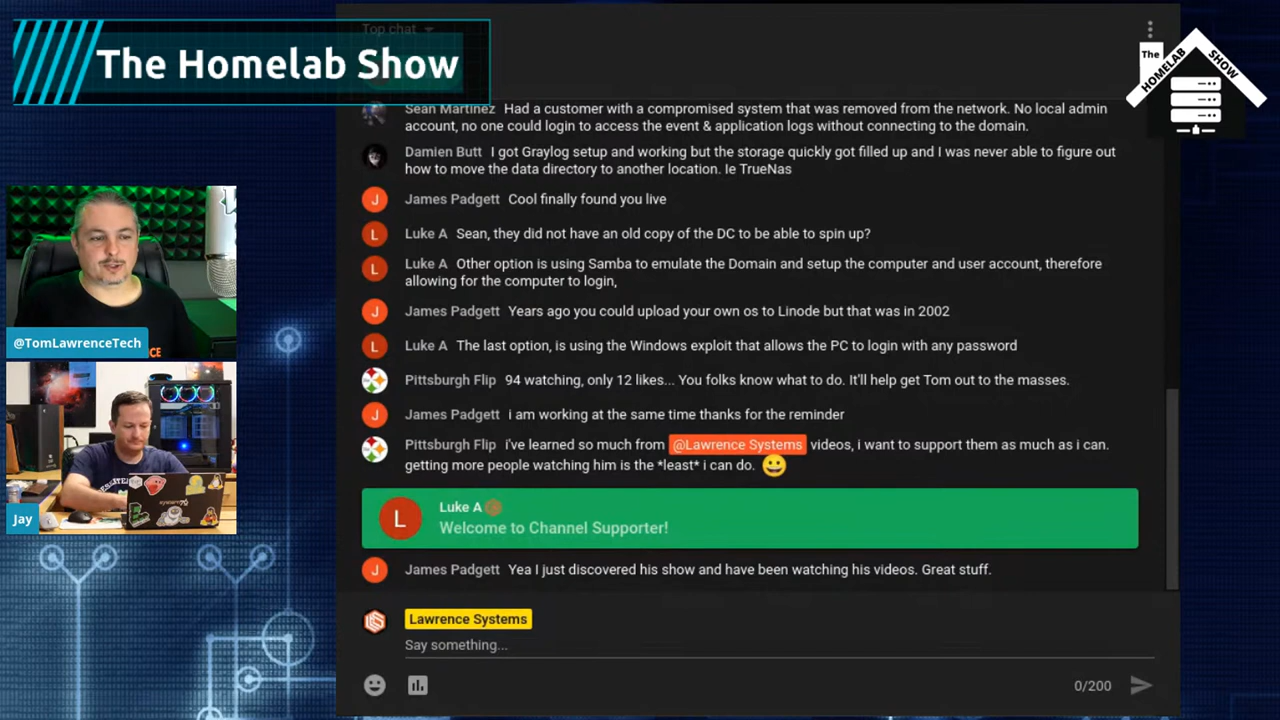 Top chat
The Homelab Show
The
HOMELAB
SHOW
Sean Martinez Had a customer with a compromised system that was removed from the network. No local admin
account, no one could login to access the event & application logs without connecting to the domain.
Damien Butt I got Graylog setup and working but the storage quickly got filled up and I was never able to figure out
how to move the data directory to another location. Ie TrueNas
J James Padgett Cool finally found you live
L Luke A Sean, they did not have an old copy of the DC to be able to spin up?
L Luke A Other option is using Samba to emulate the Domain and setup the computer and user account, therefore
allowing for the computer to login,
J James Padgett Years ago you could upload your own os to Linode but that was in 2002
L Luke A The last option, is using the Windows exploit that allows the PC to login with any password
Pittsburgh Flip 94 watching, only 12 likes... You folks know what to do. It'll help get Tom out to the masses.
J James Padgett i am working at the same time thanks for the reminder
Pittsburgh Flip i've learned so much from @Lawrence Systems videos, i want to support them as much as i can.
getting more people watching him is the *least* i can do.
L Luke A
Welcome to Channel Supporter!
J James Padgett Yea I just discovered his show and have been watching his videos. Great stuff.
Lawrence Systems
Say something...
0/200
@TomLawrenceTech
Jay